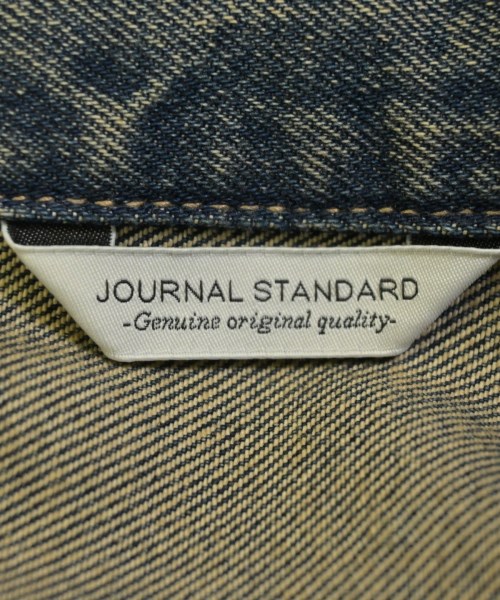 JOURNAL STANDARD
-Genuine original quality-